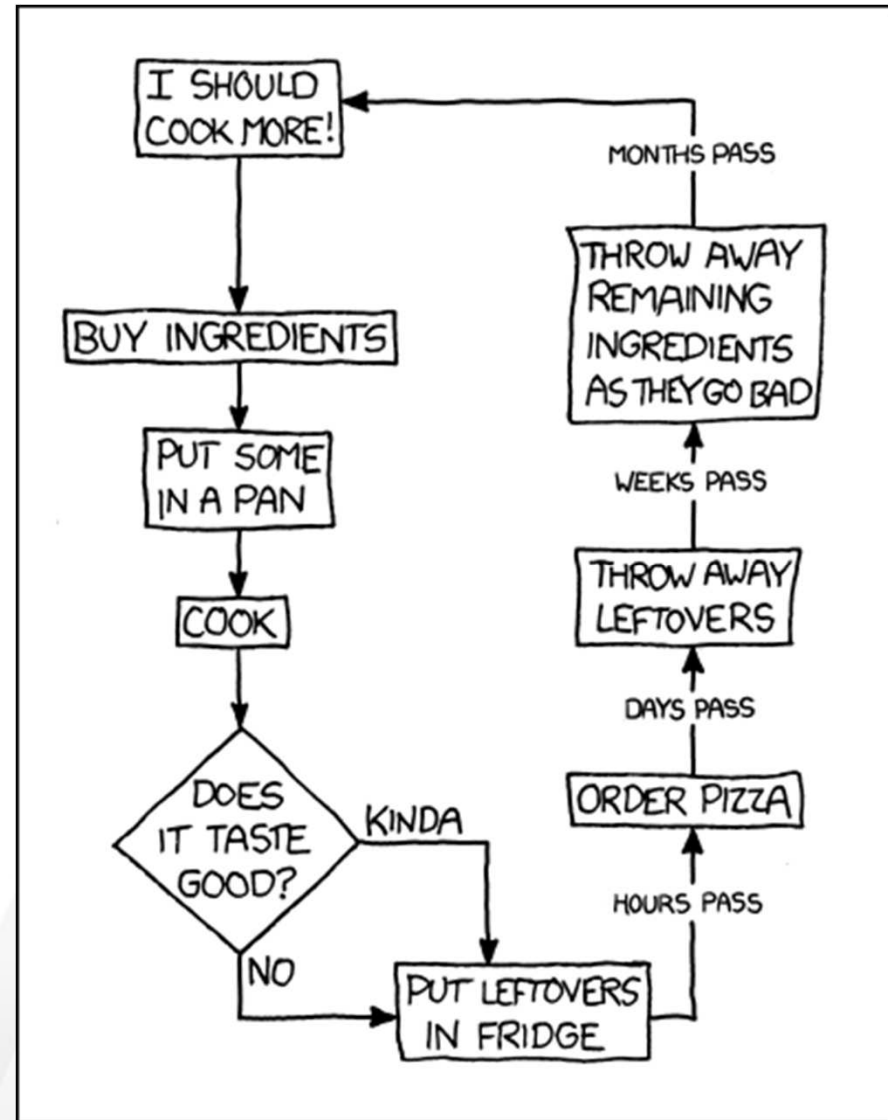 I SHOULD
COOK MORE!
BUY INGREDIENTS
PUT SOME
IN A PAN
COOK
DOES
IT TASTE
GOOD?
KINDA
NO
PUT LEFTOVERS
IN FRIDGE
HOURS PASS
ORDER PIZZA
DAYS PASS
THROW AWAY
LEFTOVERS
WEEKS PASS
THROW AWAY
REMAINING
INGREDIENTS
AS THEY GO BAD
MONTHS PASS